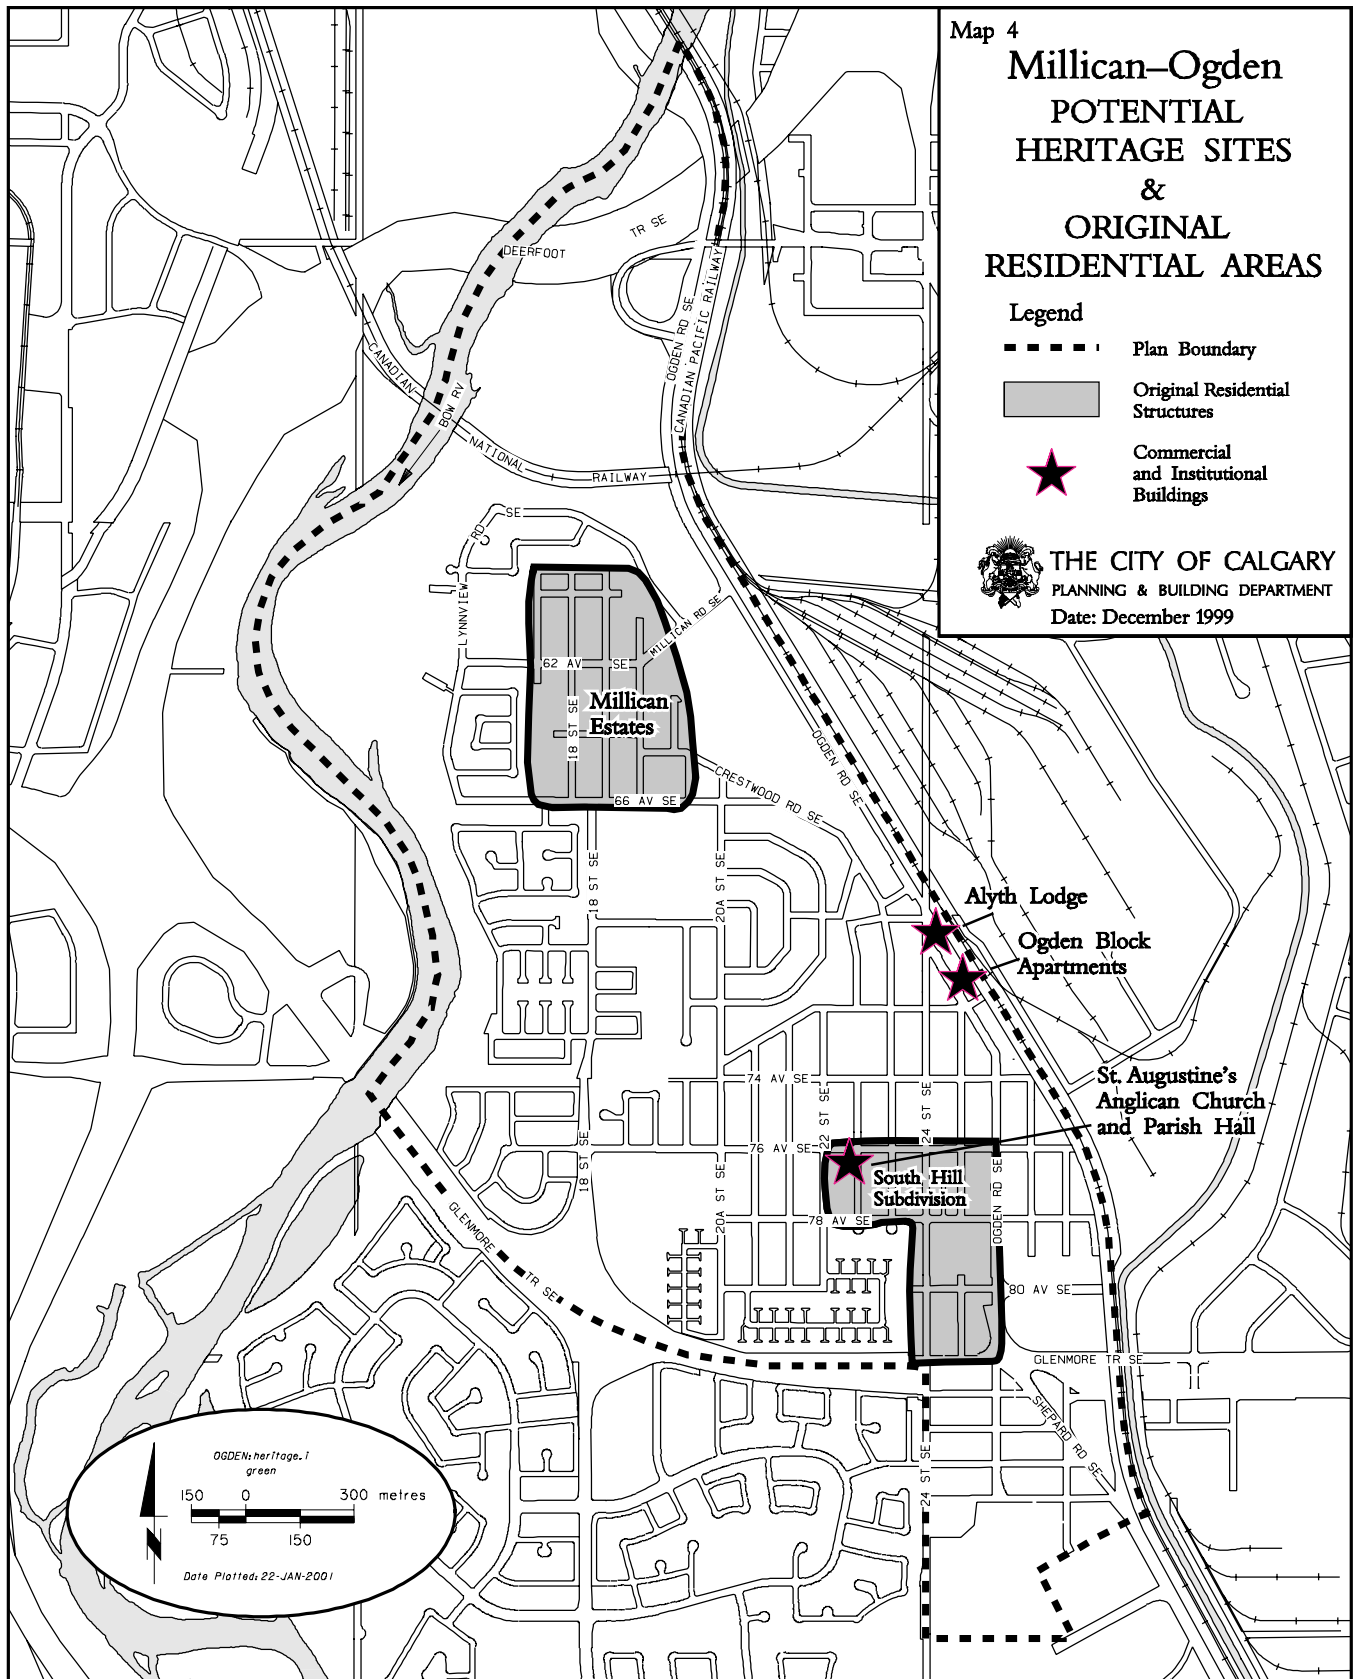 Map 4
Millican–Ogden
POTENTIAL
HERITAGE SITES
&
ORIGINAL
RESIDENTIAL AREAS
Legend
Plan Boundary
Original Residential
Structures
Commercial
and Institutional
Buildings
THE CITY OF CALGARY
PLANNING & BUILDING DEPARTMENT
Date: December 1999
DEERFOOT
TR SE
OGDEN RD SE
CANADIAN PACIFIC RAILWAY
CANADIAN
BOW RV
NATIONAL
RAILWAY
LYNNVIEW
RD
SE
MILLICAN RD SE
62 AV
SE
18 ST SE
Millican
Estates
66 AV SE
CRESTWOOD RD SE
OGDEN RD SE
18 ST SE
20A ST SE
Alyth Lodge
Ogden Block
Apartments
74 AV SE
22 ST SE
24 ST SE
St. Augustine's
Anglican Church
and Parish Hall
76 AV SE
18 ST SE
20A ST SE
South Hill
Subdivision
OGDEN RD SE
78 AV SE
GLENMORE
TR SE
80 AV SE
GLENMORE TR SE
SHEPARD RD SE
24 ST SE
OGDEN:heritage.i
green
150 0 300 metres
75 150
Date Plotted: 22-JAN-2001